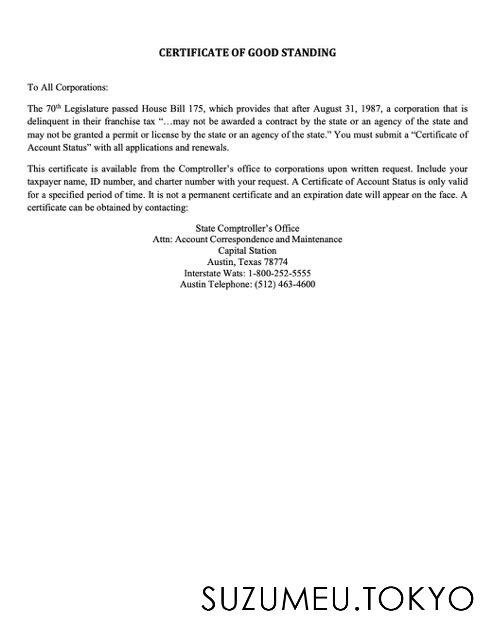 CERTIFICATE OF GOOD STANDING
To All Corporations:
The 70th Legislature passed House Bill 175, which provides that after August 31, 1987, a corporation that is
delinquent in their franchise tax “…may not be awarded a contract by the state or an agency of the state and
may not be granted a permit or license by the state or an agency of the state.” You must submit a “Certificate of
Account Status” with all applications and renewals.
This certificate is available from the Comptroller’s office to corporations upon written request. Include your
taxpayer name, ID number, and charter number with your request. A Certificate of Account Status is only valid
for a specified period of time. It is not a permanent certificate and an expiration date will appear on the face. A
certificate can be obtained by contacting:
State Comptroller’s Office
Attn: Account Correspondence and Maintenance
Capital Station
Austin, Texas 78774
Interstate Wats: 1-800-252-5555
Austin Telephone: (512) 463-4600
SUZUMEU.TOKYO